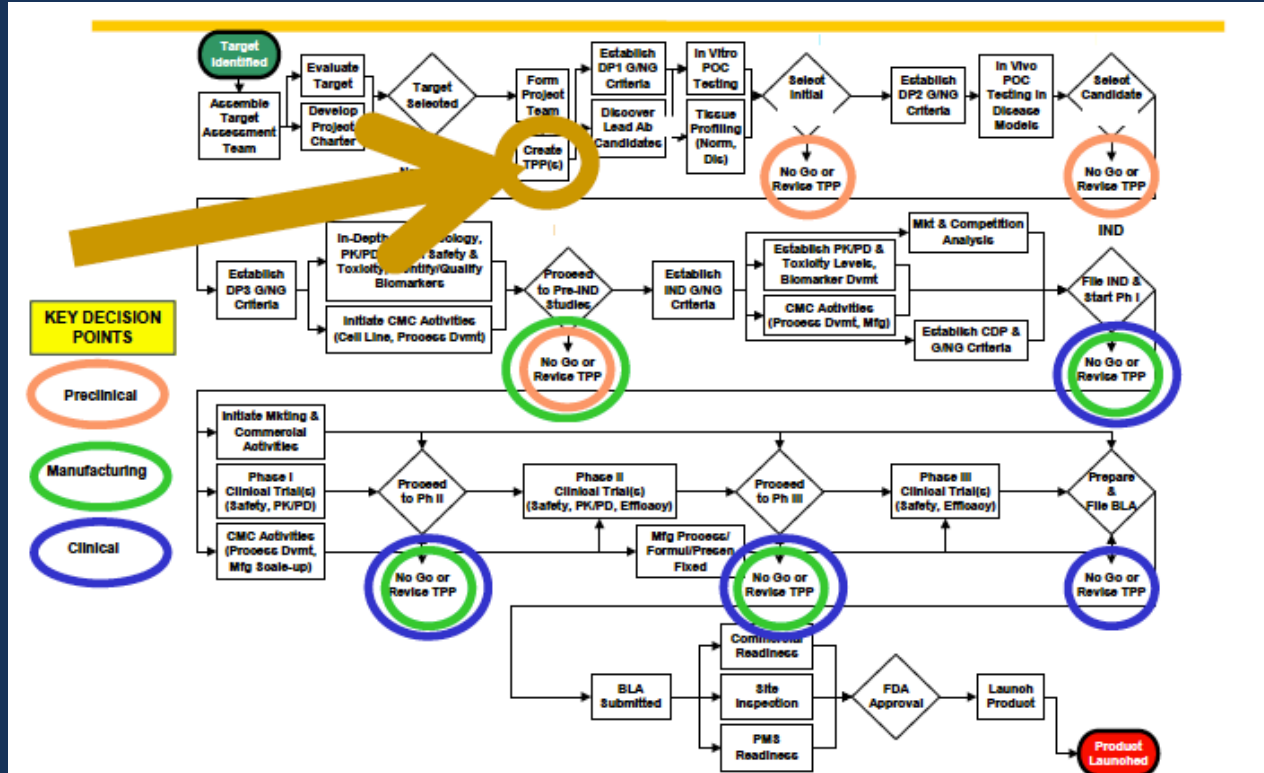 Target
Identified
Assemble
Target
Assessment
Team
Evaluate
Target
Develop
Project
Charter
Target
Selected
Form
Project
Team
Create
TPP(s)
Establish
DP1 G/NG
Criteria
Discover
Lead Ab
Candidates
In Vitro
POC
Testing
Tissue
Profiling
(Norm,
Dis)
Select
Initial
No Go or
Revise TPP
Establish
DP2 G/NG
Criteria
In Vivo
POC
Testing in
Disease
Models
Select
Candidate
No Go or
Revise TPP
IND
Establish
DP3 G/NG
Criteria
In-Depth
PK/PD, Safety &
Toxicity,
Biomarkers
Initiate CMC Activities
(Cell Line, Process Dvmt)
Proceed
to Pre-IND
Studies
No Go or
Revise TPP
Establish
IND G/NG
Criteria
Mkt & Competition
Analysis
Establish PK/PD &
Toxicity Levels,
Biomarker Dvmt
CMC Activities
(Process Dvmt, Mfg)
Establish CDP &
G/NG Criteria
File IND &
Start Ph I
No Go or
Revise TPP
KEY DECISION
POINTS
Preclinical
Manufacturing
Clinical
Initiate Mkting &
Commercial
Activities
Phase I
Clinical Trial(s)
(Safety, PK/PD)
CMC Activities
(Process Dvmt,
Mfg Scale-up)
Proceed
to Ph II
No Go or
Revise TPP
Phase II
Clinical Trial(s)
(Safety, PK/PD, Efficacy)
Mfg Process/
Formul/Presen
Fixed
Proceed
to Ph III
No Go or
Revise TPP
Phase III
Clinical Trial(s)
(Safety, Efficacy)
Prepare
&
File BLA
No Go or
Revise TPP
BLA
Submitted
Commercial
Readiness
Site
Inspection
PMS
Readiness
FDA
Approval
Launch
Product
Product
Launched